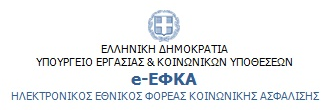 ΕΛΛΗΝΙΚΗ ΔΗΜΟΚΡΑΤΙΑ
ΥΠΟΥΡΓΕΙΟ ΕΡΓΑΣΙΑΣ & ΚΟΙΝΩΝΙΚΩΝ ΥΠΟΘΕΣΕΩΝ
e-ΕΦΚΑ
ΗΛΕΚΤΡΟΝΙΚΟΣ ΕΘΝΙΚΟΣ ΦΟΡΕΑΣ ΚΟΙΝΩΝΙΚΗΣ ΑΣΦΑΛΙΣΗΣ